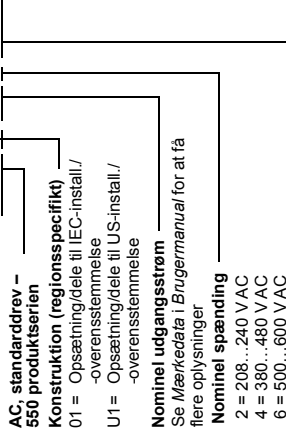 AC, standarddrev –
550 produktserien
Konstruktion (regionsspecifikt)
01 = Opsætning/dele til IEC-install./
-overensstemmelse
U1= Opsætning/dele til US-install./
-overensstemmelse
Nominel udgangsstrøm
Se Mærkedata i Brugermanual for at få
flere oplysninger
Nominel spænding
2 = 208…240 V AC
4 = 380…480 V AC
6 = 500…600 V AC